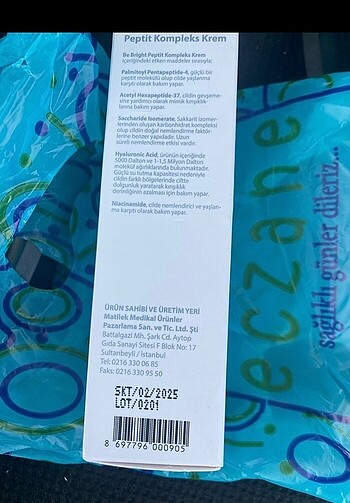 Peptit Kompleks Krem
Be Bright Peptit Kompleks Krem
içeriğindeki etken maddeler sırasıyla;
Palmitoyl Pentapeptide-4, güçlü bir
peptit molekülü olup cilde yaşlanma
karşıtı olarak bakım yapar.
Acetyl Hexapeptide-37, cildin gevşeme-
sine yardımcı olarak mimik kırışıklık-
larına bakım yapar.
Saccharide Isomerate, Sakkarit izomer-
lerinden oluşan karbonhidrat kompleksi
olup cildin doğal nemlendirme faktör-
lerine benzer yapıdadır. Uzun
süreli nemlendirme etkisi vardır.
Hyaluronic Acid, ürünün içeriğinde
5000 Dalton ve 1-1,5 Milyon Dalton
molekül ağırlıklarında bulunmaktadır.
Güçlü su tutma kapasitesi nedeniyle
cildin farklı bölgelerinde ciltte
dolgunluk yaratarak kırışıklık
derinliğinin azalması için bakım yapar.
Niacinamide, cilde nemlendirici ve yaşlan-
ma karşıtı olarak bakım yapar.
ÜRÜN SAHİBİ VE ÜRETİM YERİ
Matilek Medikal Ürünler
Pazarlama San. ve Tic. Ltd. Şti
Battalgazi Mh. Şark Cd. Aytop
Gıda Sanayi Sitesi F Blok No: 17
Sultanbeyli / İstanbul
Tel: 0216 330 06 85
Faks: 0216 330 95 50
SKT/02/2025
LOT/0201
8 697796 000905
eczane
sağlıklı günler dileriz...